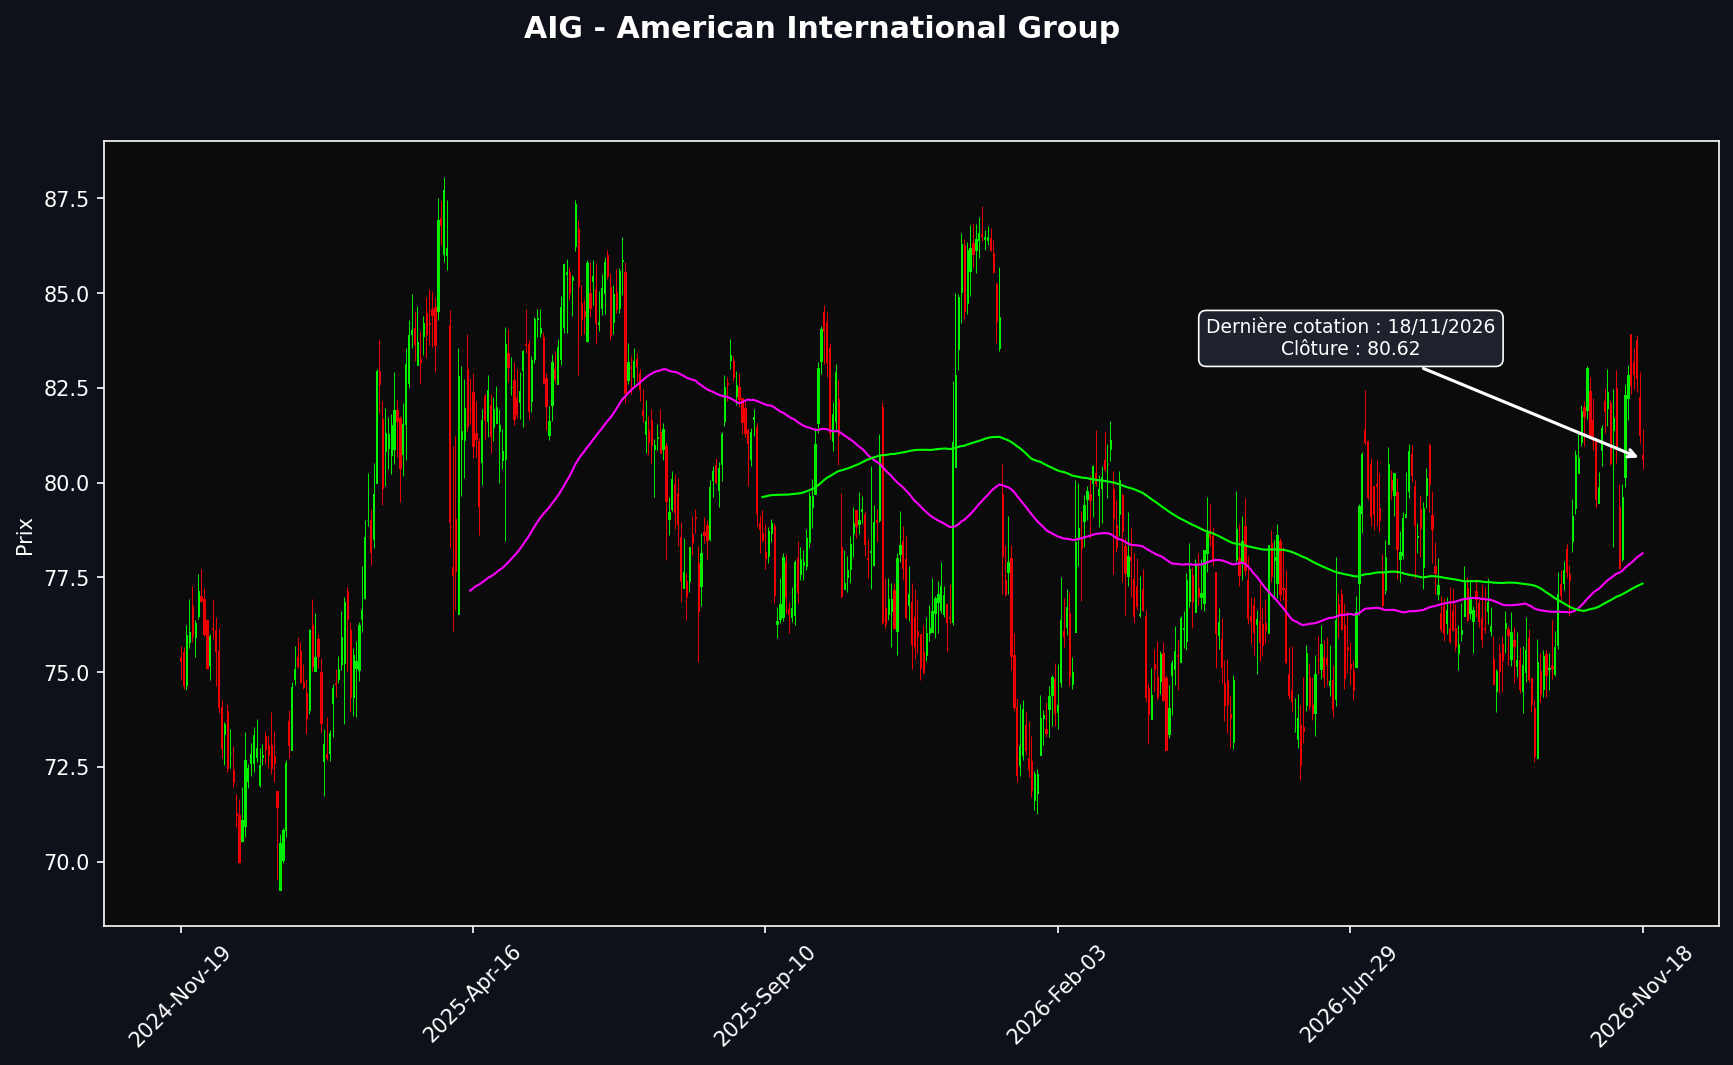 AIG - American International Group
Prix
87.5
85.0
82.5
80.0
77.5
75.0
72.5
70.0
Dernière cotation : 18/11/2026
Clôture : 80.62
2024-Nov-19
2025-Apr-16
2025-Sep-10
2026-Feb-03
2026-Jun-29
2026-Nov-18